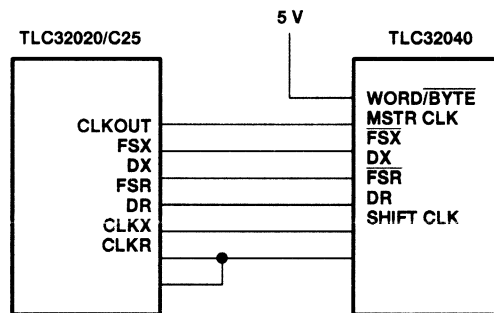 5 V
TLC32020/C25
TLC32040
WORD/BYTE
CLKOUT
MSTR CLK
FSX
FSX
DX
DX
FSR
FSR
DR
DR
CLKX
SHIFT CLK
CLKR